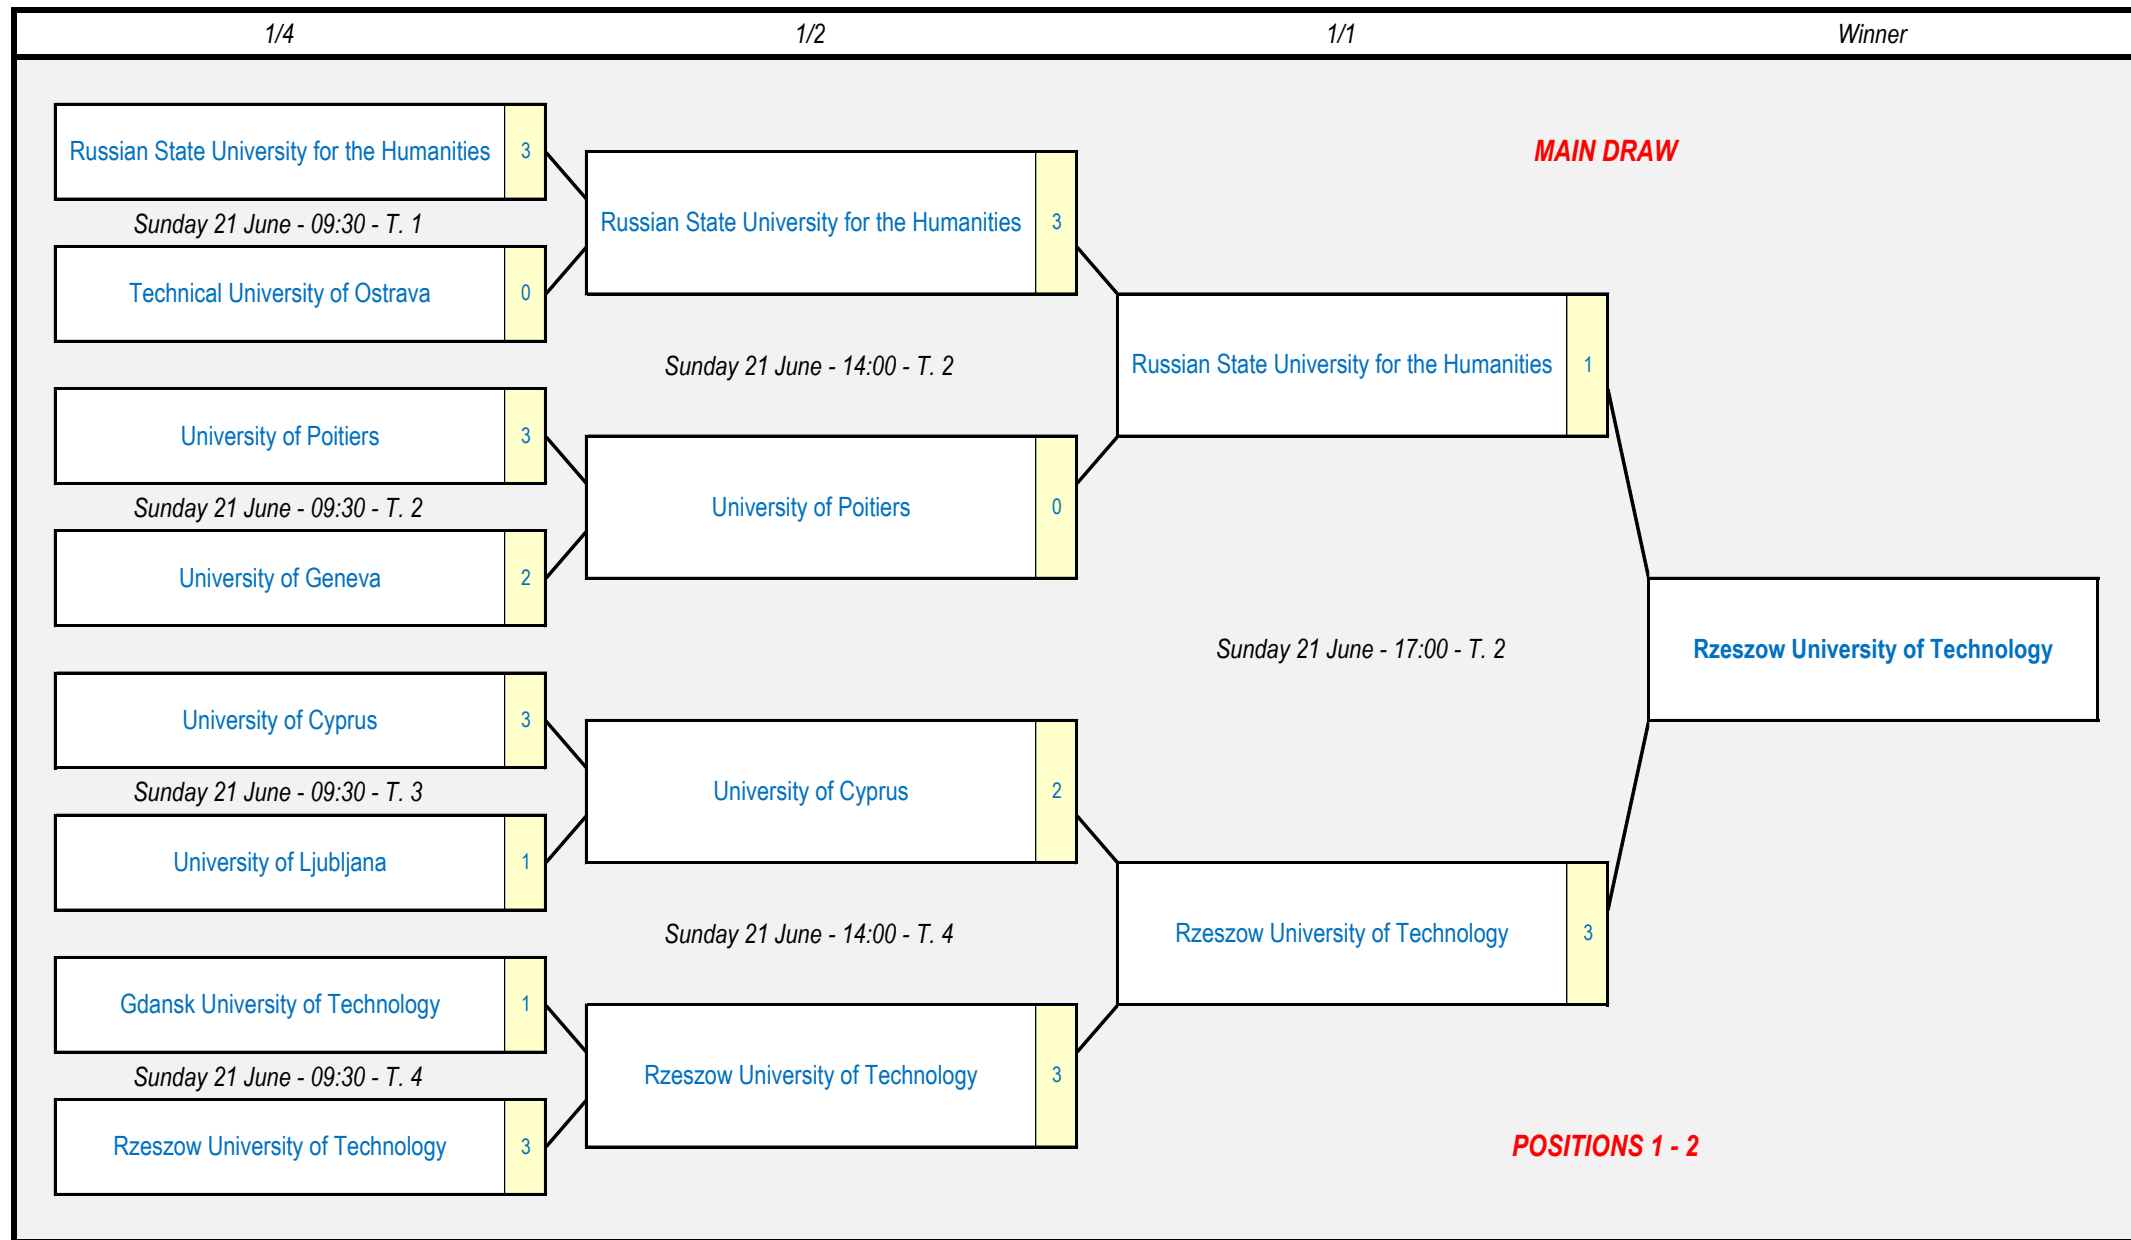 1/4 1/2 1/1 Winner
MAIN DRAW
Russian State University for the Humanities 3
Sunday 21 June - 09:30 - T. 1
Technical University of Ostrava 0
University of Poitiers 3
Sunday 21 June - 09:30 - T. 2
University of Geneva 2
University of Cyprus 3
Sunday 21 June - 09:30 - T. 3
University of Ljubljana 1
Gdansk University of Technology 1
Sunday 21 June - 09:30 - T. 4
Rzeszow University of Technology 3
Russian State University for the Humanities 3
Sunday 21 June - 14:00 - T. 2
University of Poitiers 0
University of Cyprus 2
Sunday 21 June - 14:00 - T. 4
Rzeszow University of Technology 3
Russian State University for the Humanities 1
Sunday 21 June - 17:00 - T. 2
Rzeszow University of Technology 3
Rzeszow University of Technology
POSITIONS 1 - 2